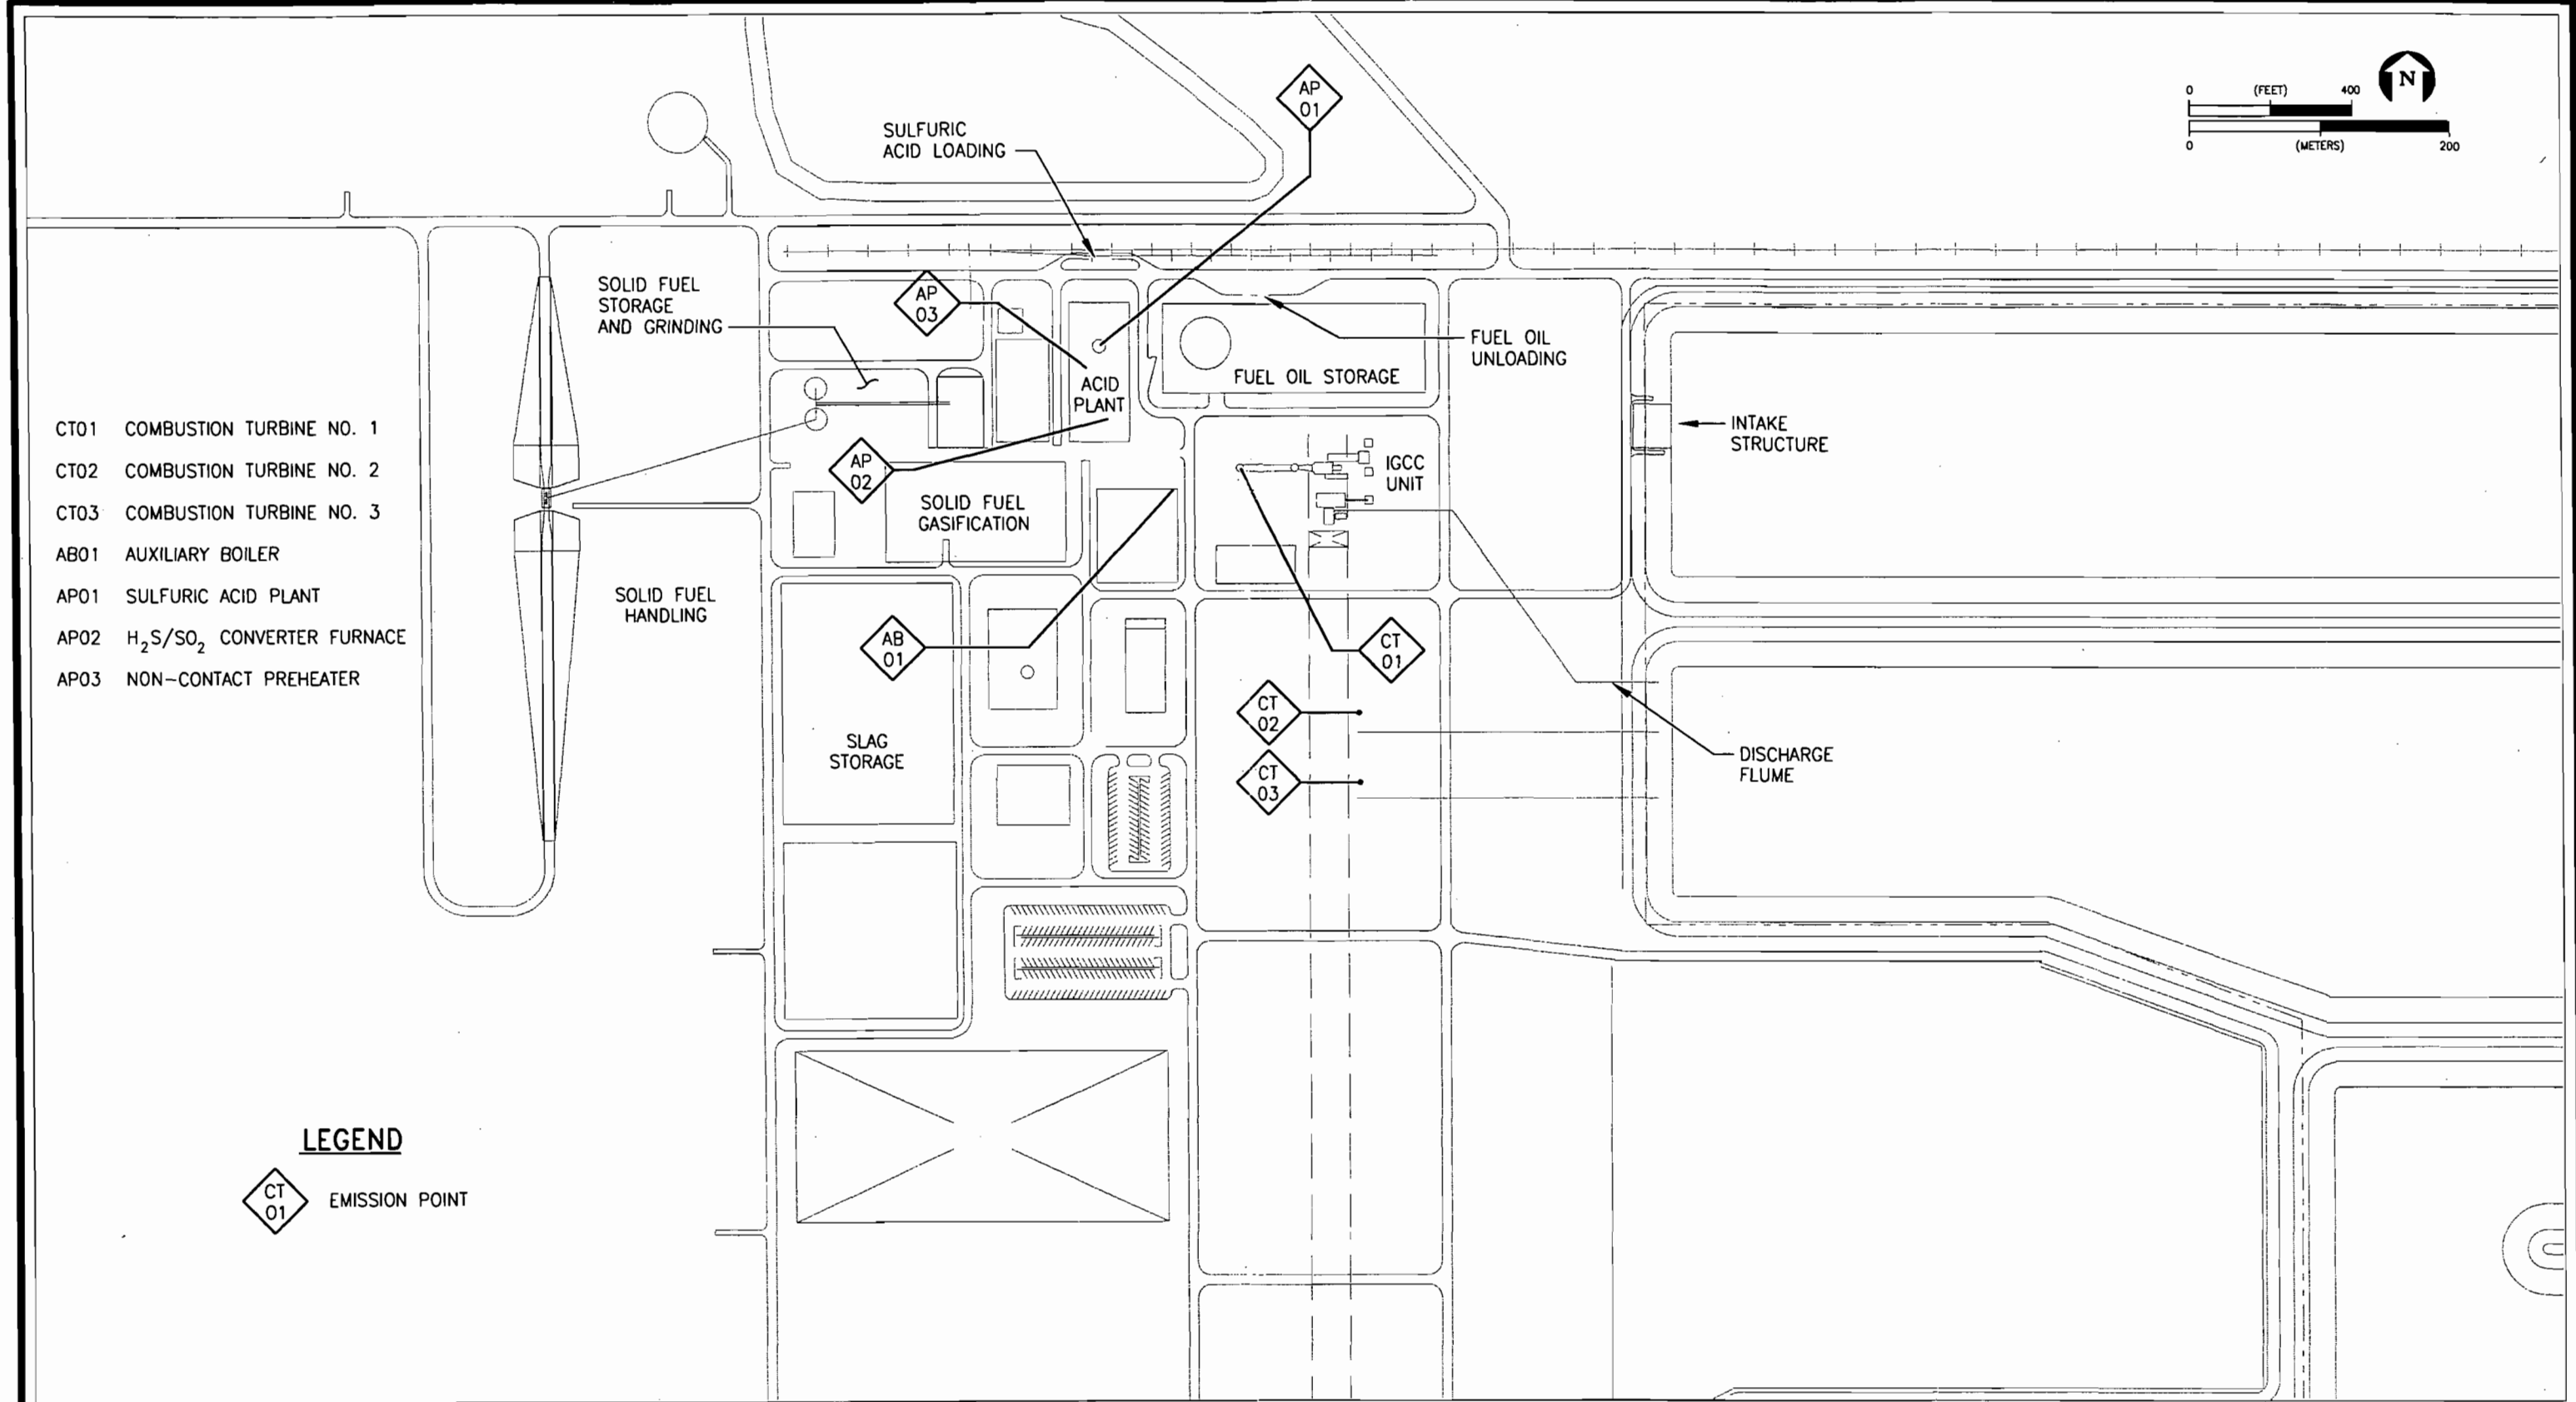 AP
01
0 (FEET) 400
N
0 (METERS) 200
SULFURIC
ACID LOADING
SOLID FUEL
STORAGE
AND GRINDING
AP
03
FUEL OIL
UNLOADING
FUEL OIL STORAGE
ACID
PLANT
INTAKE
STRUCTURE
AP
02
IGCC
UNIT
SOLID FUEL
GASIFICATION
CT01 COMBUSTION TURBINE NO. 1
CT02 COMBUSTION TURBINE NO. 2
CT03 COMBUSTION TURBINE NO. 3
AB01 AUXILIARY BOILER
AP01 SULFURIC ACID PLANT
AP02 H₂S/SO₂ CONVERTER FURNACE
AP03 NON-CONTACT PREHEATER
SOLID FUEL
HANDLING
AB
01
CT
01
CT
02
SLAG
STORAGE
CT
03
DISCHARGE
FLUME
LEGEND
CT
01
EMISSION POINT